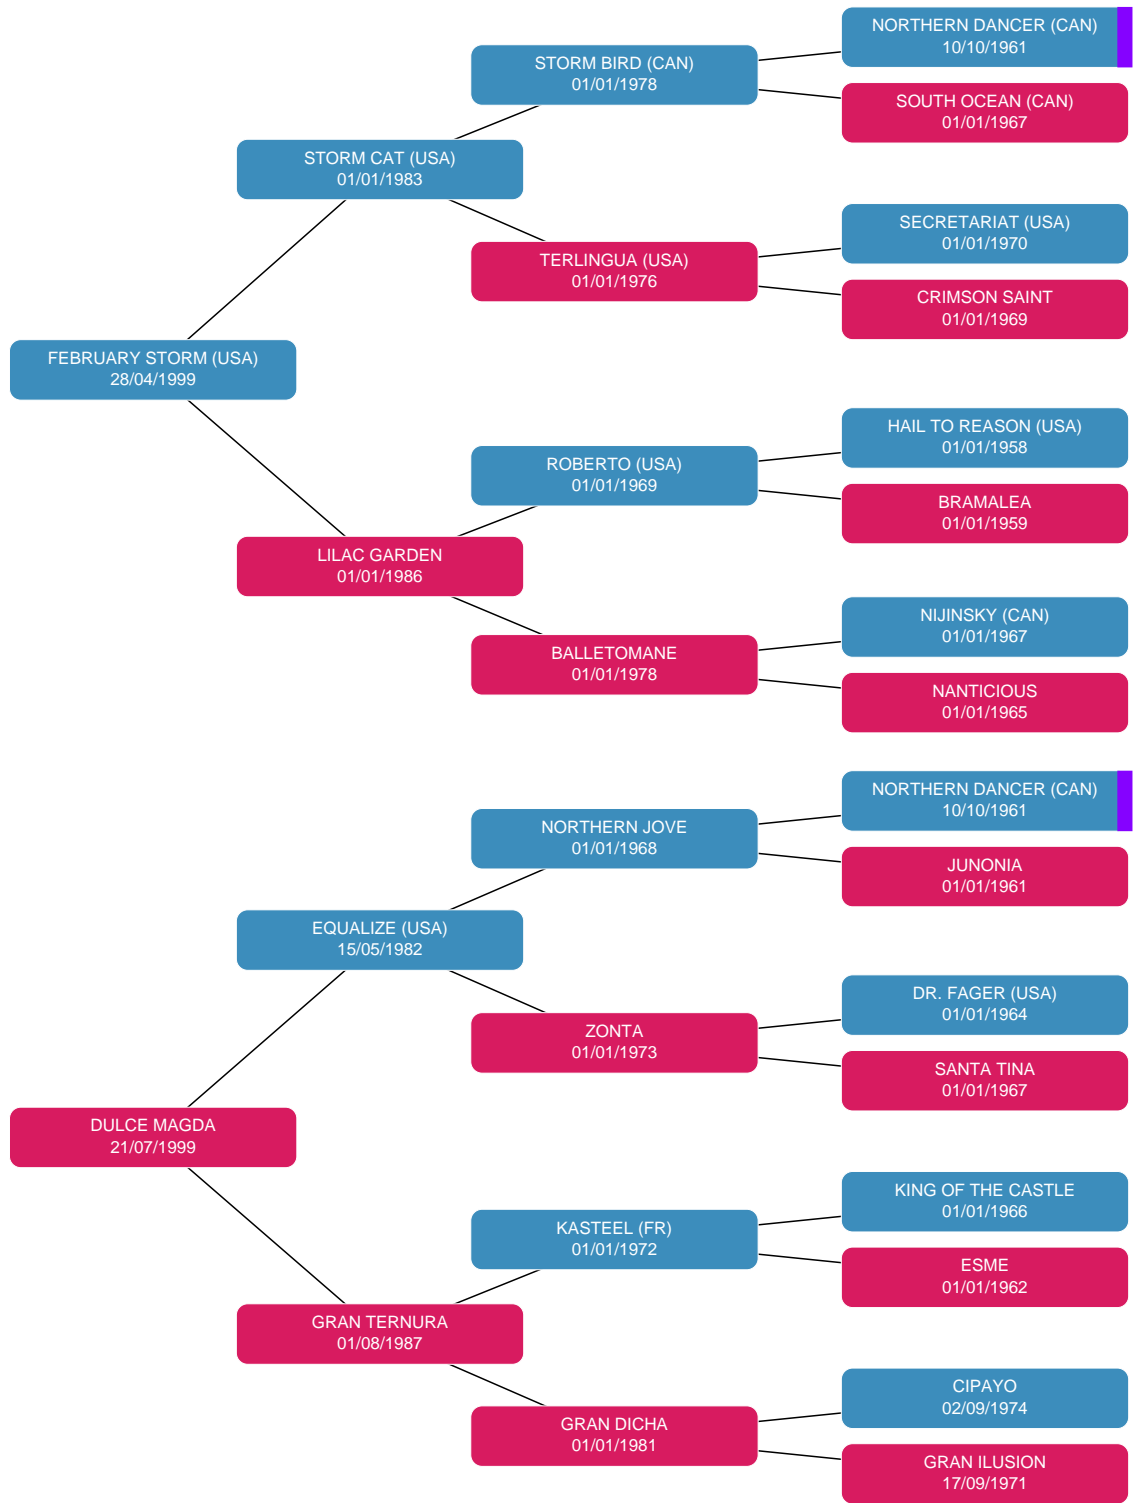 NORTHERN DANCER (CAN)
10/10/1961
STORM BIRD (CAN)
01/01/1978
SOUTH OCEAN (CAN)
01/01/1967
STORM CAT (USA)
01/01/1983
SECRETARIAT (USA)
01/01/1970
TERLINGUA (USA)
01/01/1976
CRIMSON SAINT
01/01/1969
FEBRUARY STORM (USA)
28/04/1999
HAIL TO REASON (USA)
01/01/1958
ROBERTO (USA)
01/01/1969
BRAMALEA
01/01/1959
LILAC GARDEN
01/01/1986
NIJINSKY (CAN)
01/01/1967
BALLETOMANE
01/01/1978
NANTICIOUS
01/01/1965
NORTHERN DANCER (CAN)
10/10/1961
NORTHERN JOVE
01/01/1968
JUNONIA
01/01/1961
EQUALIZE (USA)
15/05/1982
DR. FAGER (USA)
01/01/1964
ZONTA
01/01/1973
SANTA TINA
01/01/1967
DULCE MAGDA
21/07/1999
KING OF THE CASTLE
01/01/1966
KASTEEL (FR)
01/01/1972
ESME
01/01/1962
GRAN TERNURA
01/08/1987
CIPAYO
02/09/1974
GRAN DICHA
01/01/1981
GRAN ILUSION
17/09/1971